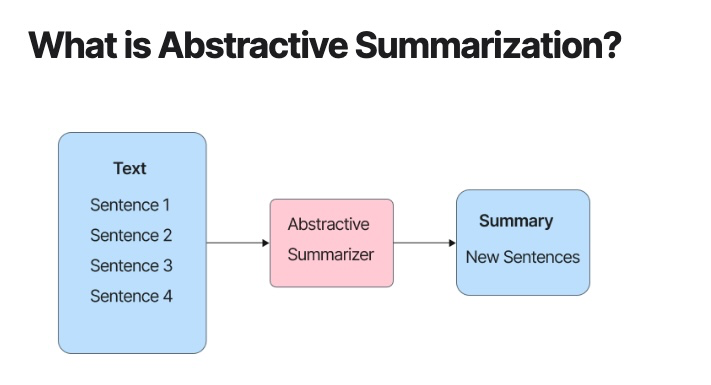 What is Abstractive Summarization?
Text
Sentence 1
Sentence 2
Sentence 3
Sentence 4
Abstractive
Summarizer
Summary
New Sentences